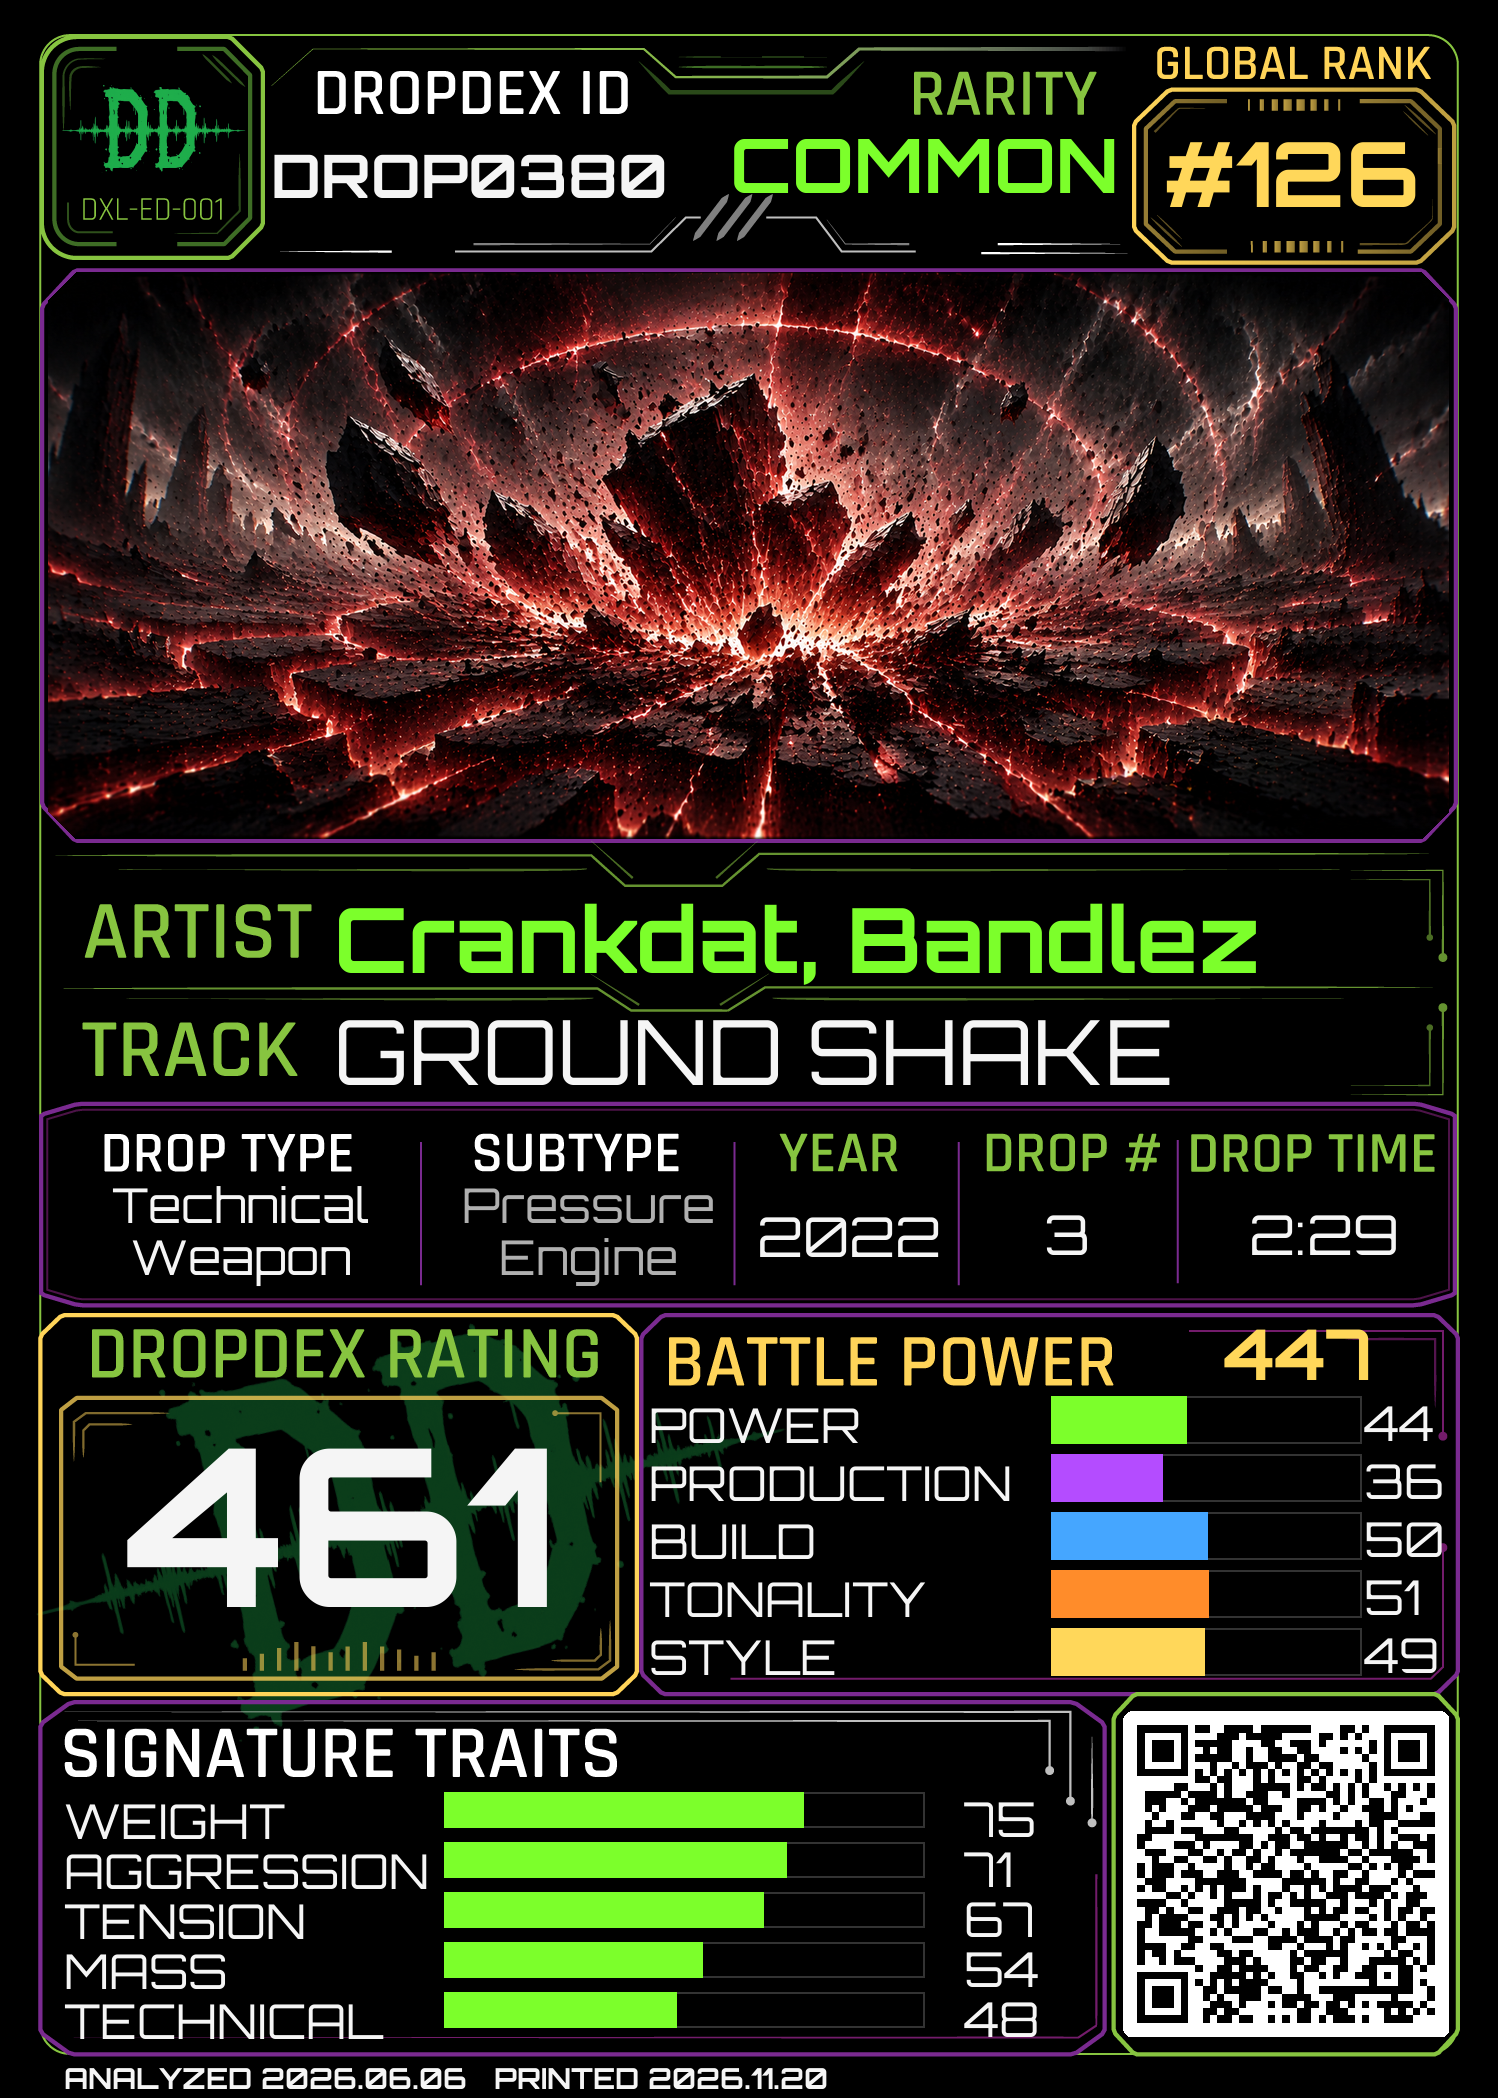 DD
DXL-ED-001
DROPDEX ID
DROP0380
RARITY
COMMON
GLOBAL RANK
#126
ARTIST Crankdat, Bandlez
TRACK GROUND SHAKE
DROP TYPE
Technical
Weapon
SUBTYPE
Pressure
Engine
YEAR
2022
DROP #
3
DROP TIME
2:29
DROPDEX RATING
461
BATTLE POWER 447
POWER 44
PRODUCTION 36
BUILD 50
TONALITY 51
STYLE 49
SIGNATURE TRAITS
WEIGHT 75
AGGRESSION 71
TENSION 67
MASS 54
TECHNICAL 48
ANALYZED 2026.06.06 PRINTED 2026.11.20